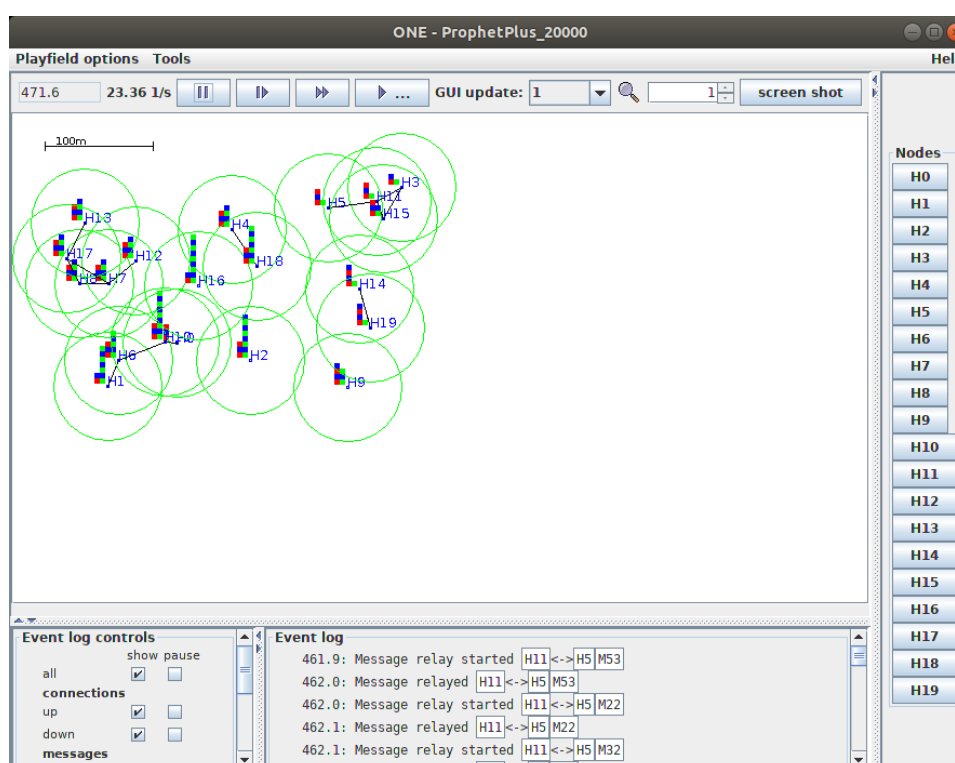 ONE - ProphetPlus_20000
Playfield options Tools Hel
471.6 23.36 1/s ... GUI update: 1 1 screen shot
100m
Nodes
H0
H1
H2
H3
H4
H5
H6
H7
H8
H9
H10
H11
H12
H13
H14
H15
H16
H17
H18
H19
H3
H11
H5
H15
H13
H4
H17
H12
H18
H8
H7
H16
H14
H19
H10
H0
H6
H2
H1
H9
Event log controls
show pause
all
connections
up
down
messages
Event log
461.9: Message relay started H11<->H5 M53
462.0: Message relayed H11<->H5 M53
462.0: Message relay started H11<->H5 M22
462.1: Message relayed H11<->H5 M22
462.1: Message relay started H11<->H5 M32